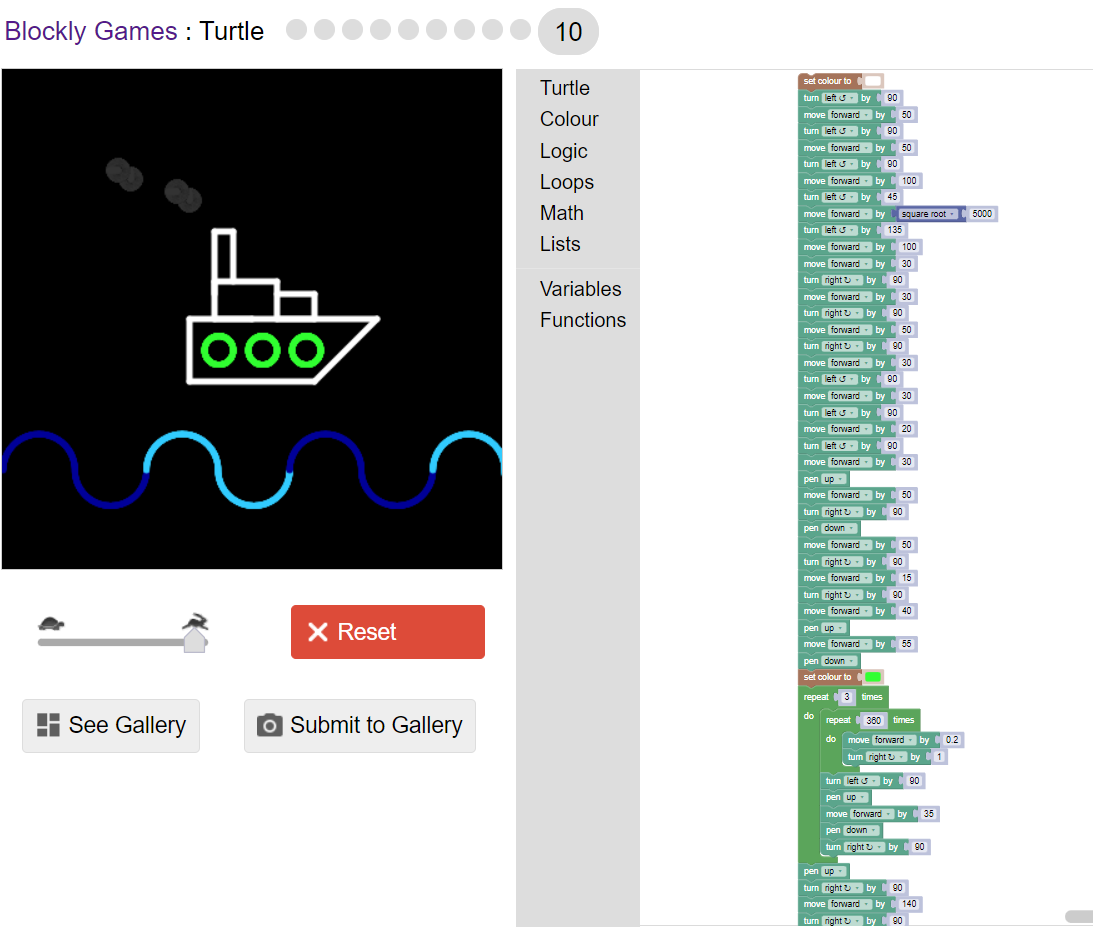 Blockly Games : Turtle 10
Turtle
Colour
Logic
Loops
Math
Lists
Variables
Functions
Reset
See Gallery
Submit to Gallery
set colour to
turn left ↺ by 90
move forward by 50
turn left ↺ by 90
move forward by 50
turn left ↺ by 90
move forward by 100
turn left ↺ by 45
move forward by square root 5000
turn left ↺ by 135
move forward by 100
move forward by 30
turn right ↻ by 90
move forward by 30
turn right ↻ by 90
move forward by 50
turn right ↻ by 90
move forward by 30
turn left ↺ by 90
move forward by 30
turn left ↺ by 90
move forward by 20
turn left ↺ by 90
move forward by 30
pen up
move forward by 50
turn right ↻ by 90
pen down
move forward by 50
turn right ↻ by 90
move forward by 15
turn right ↻ by 90
move forward by 40
pen up
move forward by 55
pen down
set colour to
repeat 3 times
do repeat 360 times
do move forward by 0.2
turn right ↻ by 1
turn left ↺ by 90
pen up
move forward by 35
pen down
turn right ↻ by 90
pen up
turn right ↻ by 90
move forward by 140
turn right ↻ by 90